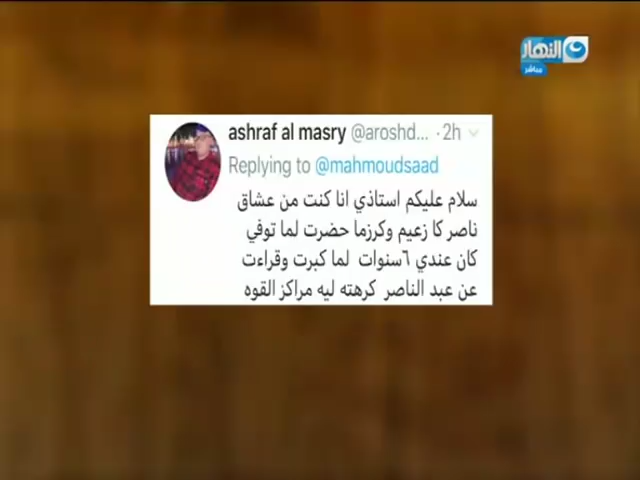 النهار
مباشر
ashraf al masry @aroshd... · 2h
Replying to @mahmoudsaad
سلام عليكم استاذي انا كنت من عشاق
ناصر كا زعيم وكرزما حضرت لما توفي
كان عندي ٦سنوات لما كبرت وقراءت
عن عبد الناصر كرهته ليه مراكز القوه